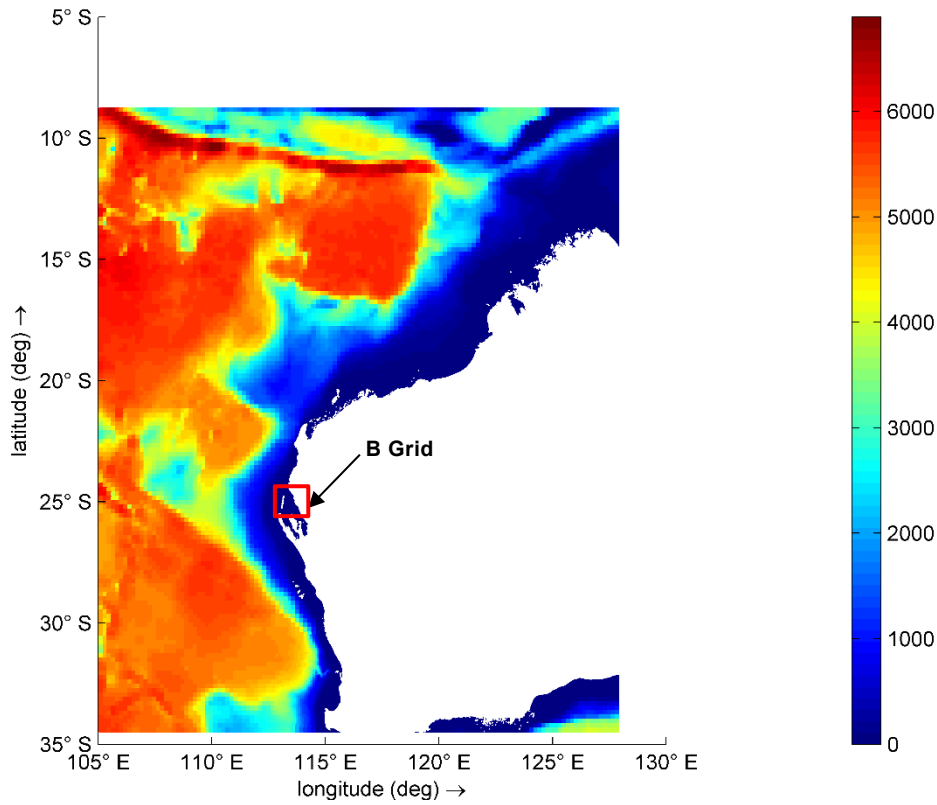 5° S
10° S
15° S
20° S
25° S
30° S
35° S
latitude (deg) →
105° E
110° E
115° E
120° E
125° E
130° E
longitude (deg) →
B Grid
6000
5000
4000
3000
2000
1000
0